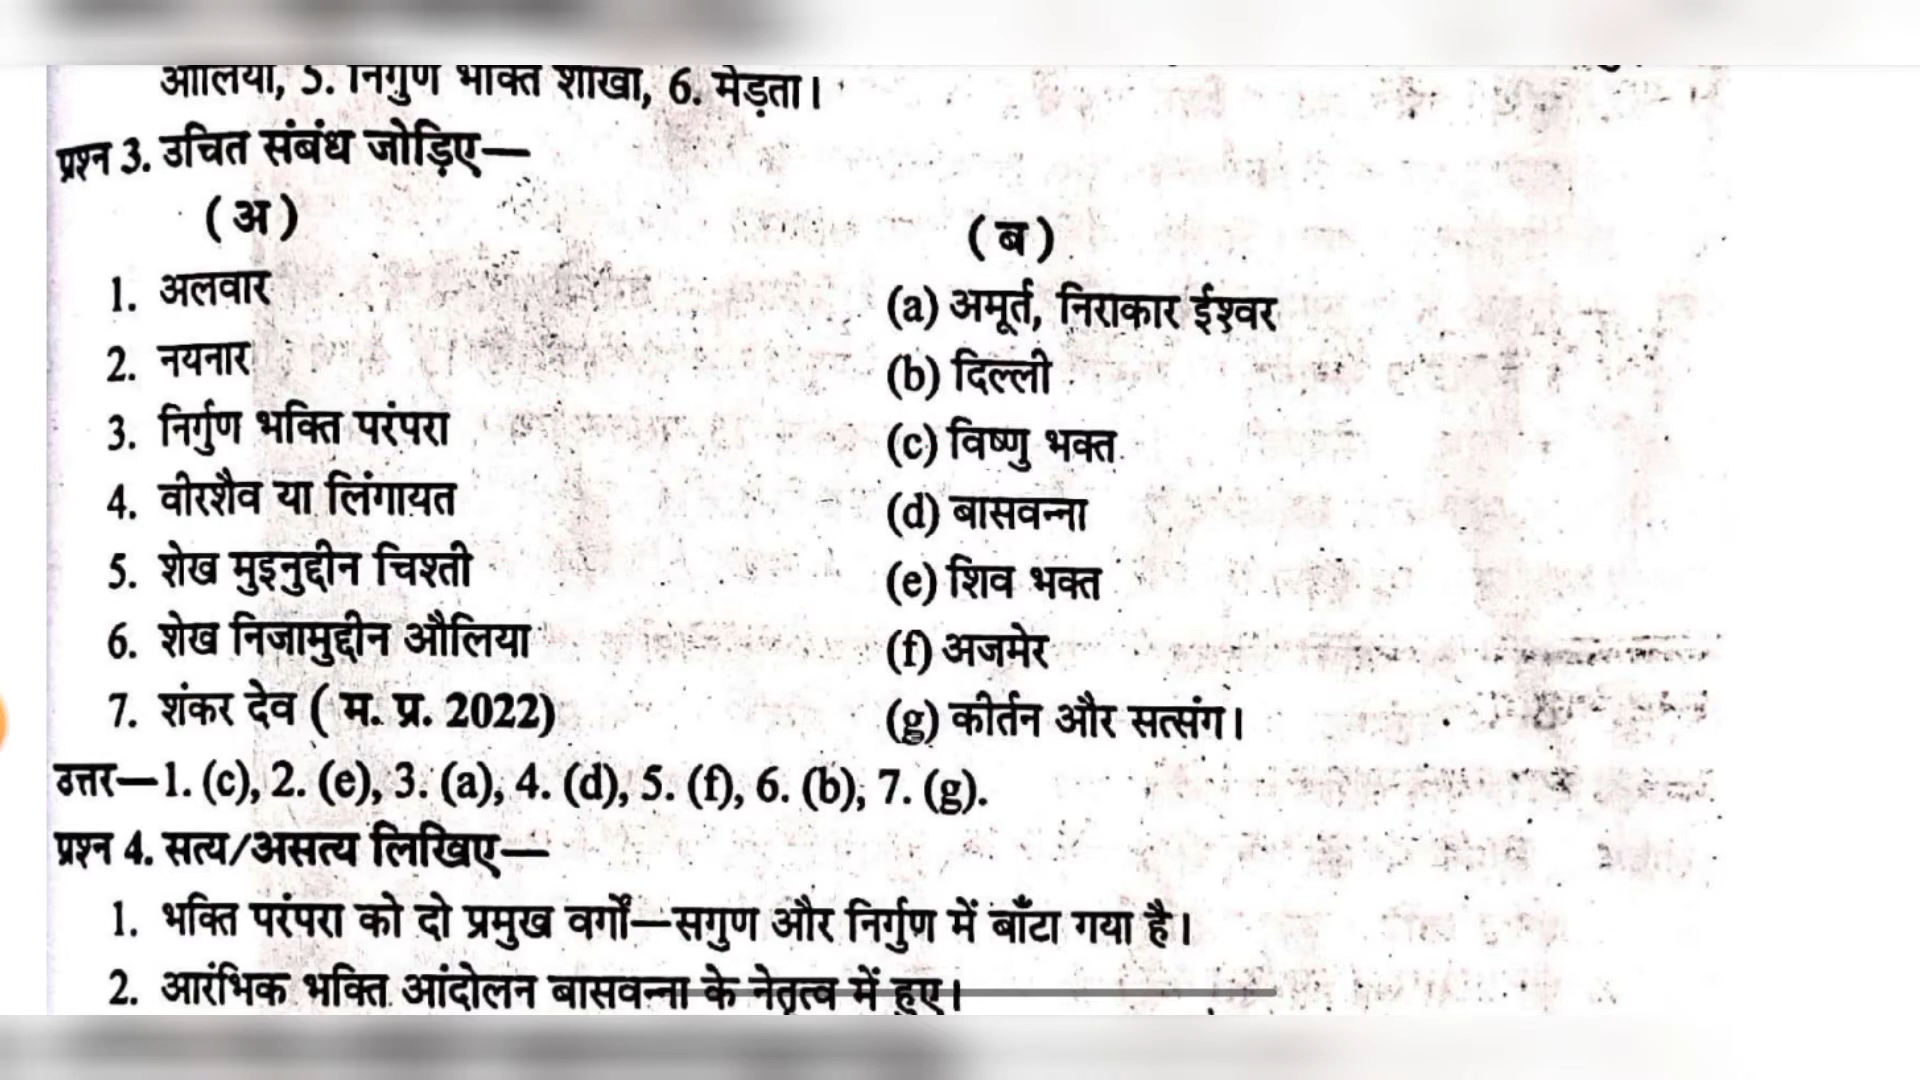 औलिया, 5. निर्गुण भक्ति शाखा, 6. मेड़ता।
प्रश्न 3. उचित संबंध जोड़िए—
(अ)
(ब)
1. अलवार
(a) अमूर्त, निराकार ईश्वर
2. नयनार
(b) दिल्ली
3. निर्गुण भक्ति परंपरा
(c) विष्णु भक्त
4. वीरशैव या लिंगायत
(d) बासवन्ना
5. शेख मुइनुद्दीन चिश्ती
(e) शिव भक्त
6. शेख निजामुद्दीन औलिया
(f) अजमेर
7. शंकर देव ( म. प्र. 2022)
(g) कीर्तन और सत्संग।
उत्तर—1. (c), 2. (e), 3. (a), 4. (d), 5. (f), 6. (b), 7. (g).
प्रश्न 4. सत्य/असत्य लिखिए—
1. भक्ति परंपरा को दो प्रमुख वर्गों—सगुण और निर्गुण में बाँटा गया है।
2. आरंभिक भक्ति आंदोलन बासवन्ना के नेतृत्व में हुए।